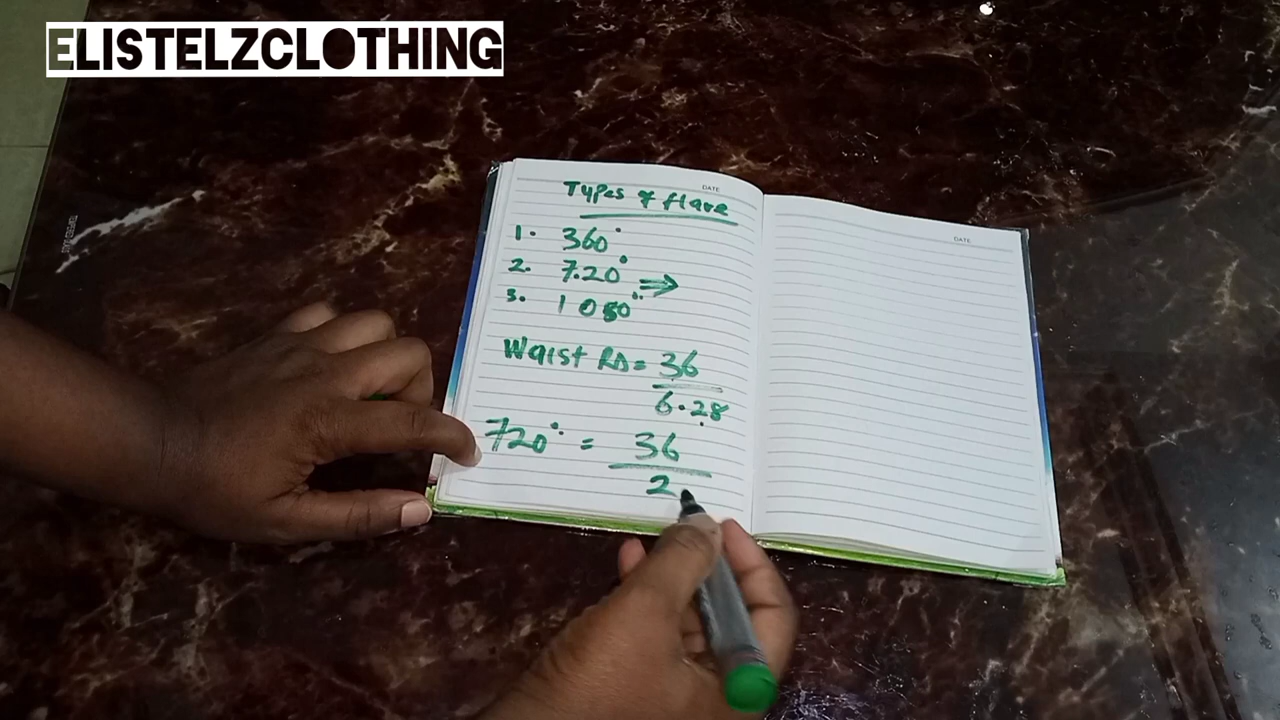 ELISTELZCLOTHING
DATE
Types of flare
1. 360°
2. 720° ⇒
3. 1080°
Waist RD = 36
6.28
720° = 36
2
DATE